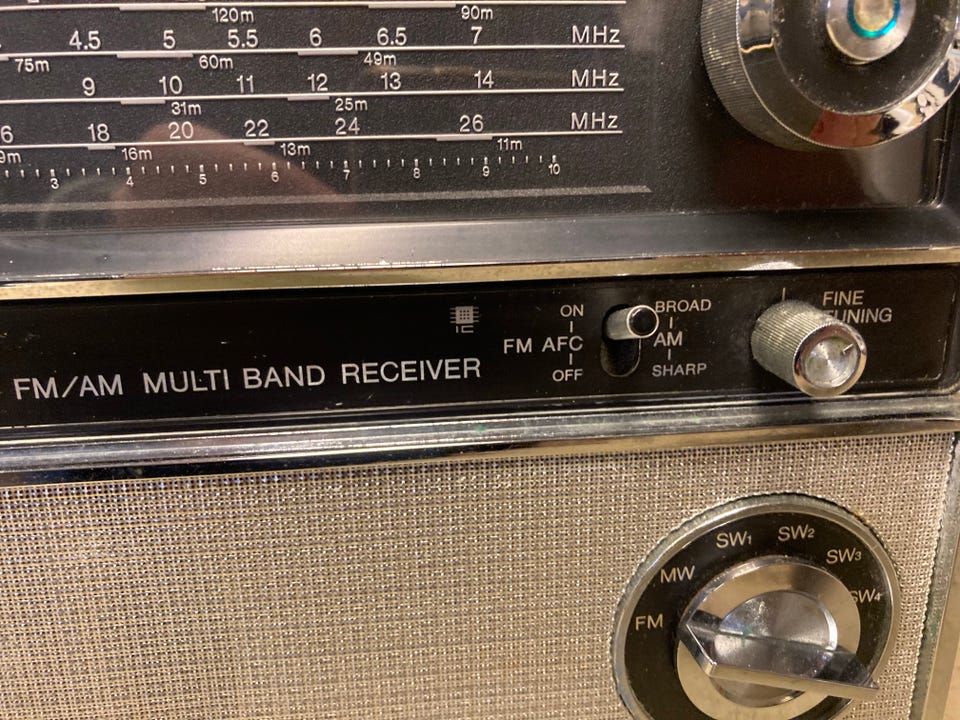 120m 90m
4.5 5 5.5 6 6.5 7 MHz
75m 60m 49m
9 10 11 12 13 14 MHz
31m 25m
18 20 22 24 26 MHz
16m 13m 11m
3 4 5 6 7 8 9 10
IC
ON BROAD
FM AFC AM
OFF SHARP
FINE
TUNING
FM/AM MULTI BAND RECEIVER
FM MW SW1 SW2 SW3 SW4